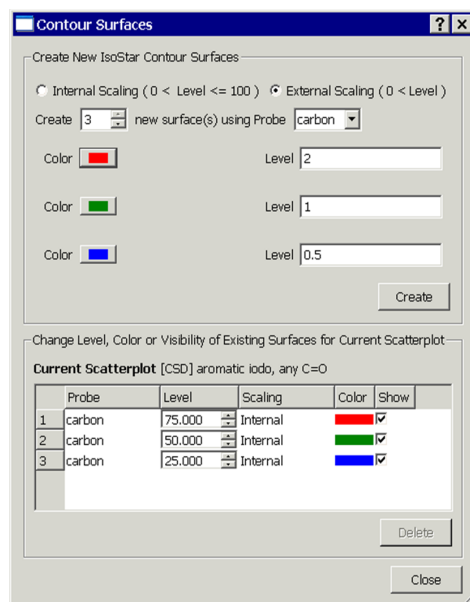 Contour Surfaces ? ×
Create New IsoStar Contour Surfaces
Internal Scaling ( 0 < Level <= 100 ) External Scaling ( 0 < Level )
Create 3 new surface(s) using Probe carbon
Color Level 2
Color Level 1
Color Level 0.5
Create
Change Level, Color or Visibility of Existing Surfaces for Current Scatterplot
Current Scatterplot [CSD] aromatic iodo, any C=O
Probe Level Scaling Color Show
1 carbon 75.000 Internal
2 carbon 50.000 Internal
3 carbon 25.000 Internal
Delete
Close